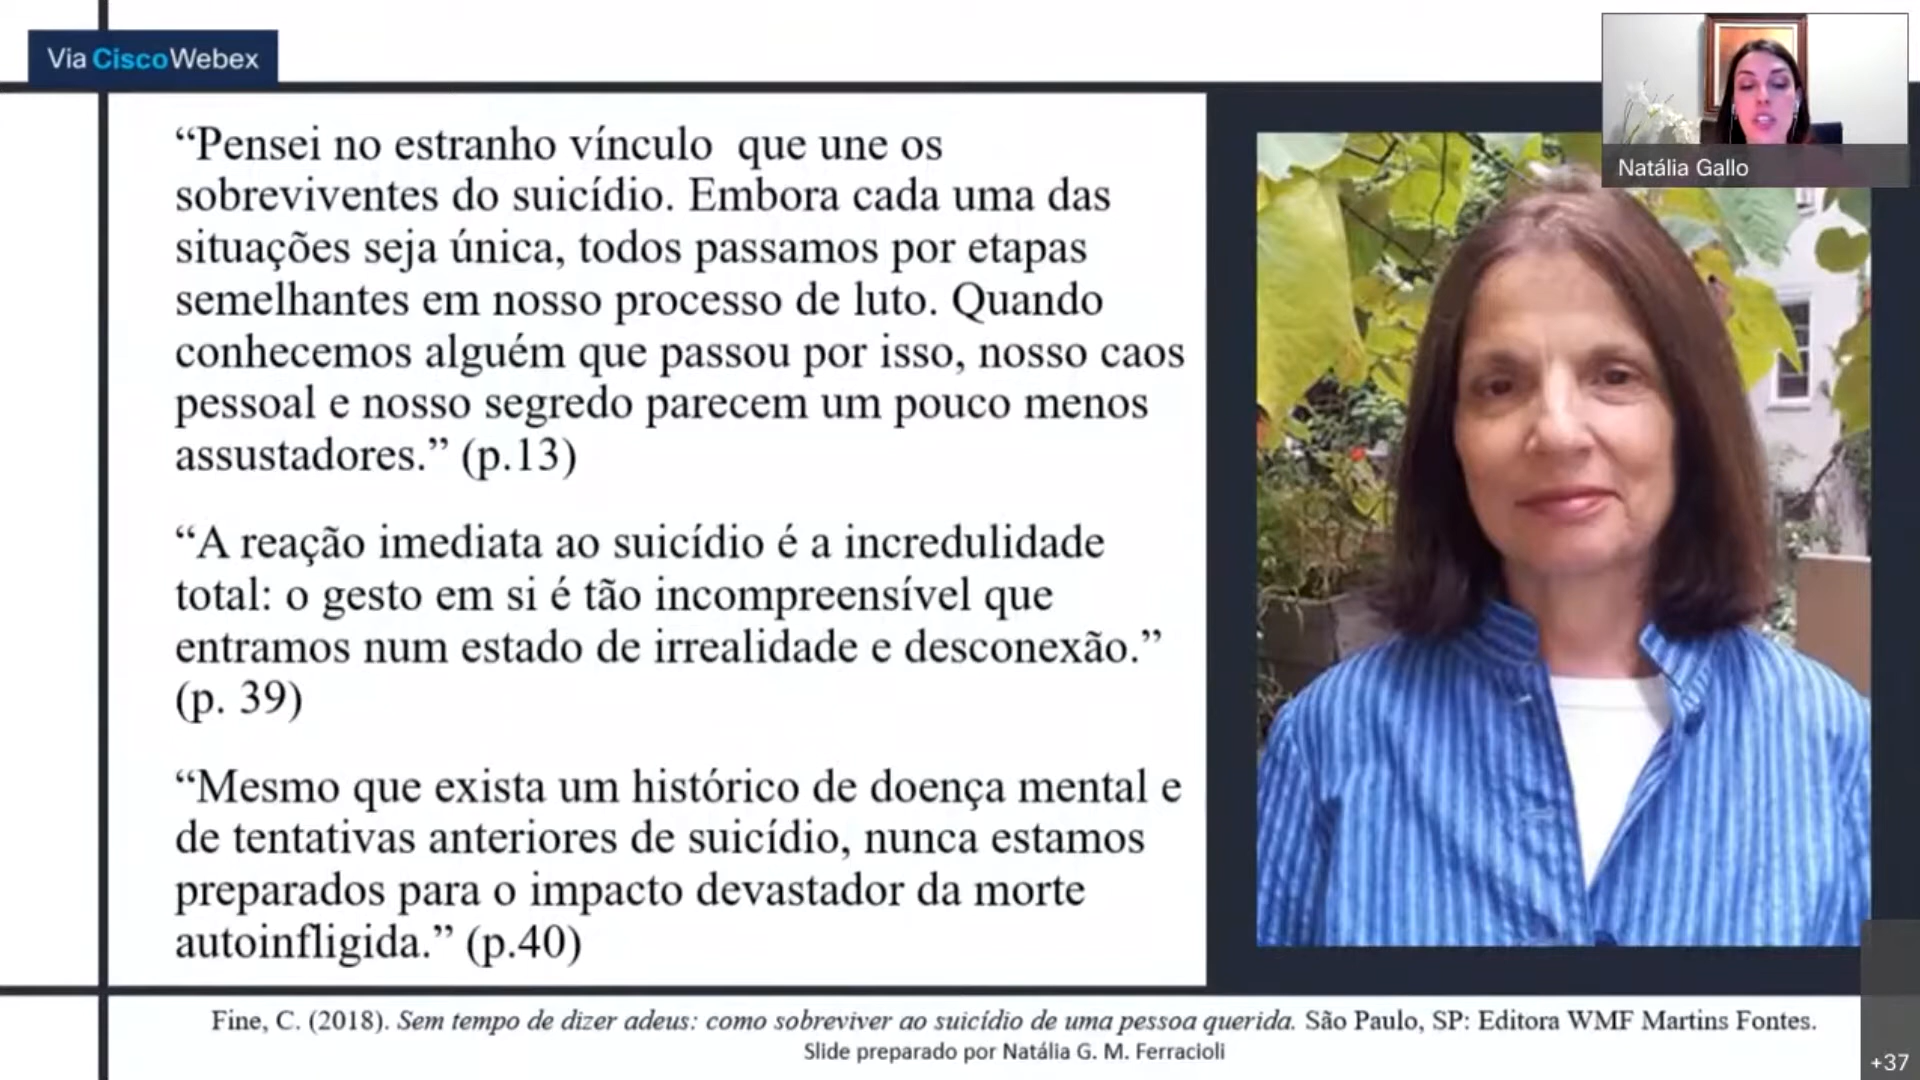 Via CiscoWebex
Natália Gallo
“Pensei no estranho vínculo  que une os
sobreviventes do suicídio. Embora cada uma das
situações seja única, todos passamos por etapas
semelhantes em nosso processo de luto. Quando
conhecemos alguém que passou por isso, nosso caos
pessoal e nosso segredo parecem um pouco menos
assustadores.” (p.13)
“A reação imediata ao suicídio é a incredulidade
total: o gesto em si é tão incompreensível que
entramos num estado de irrealidade e desconexão.”
(p. 39)
“Mesmo que exista um histórico de doença mental e
de tentativas anteriores de suicídio, nunca estamos
preparados para o impacto devastador da morte
autoinfligida.” (p.40)
Fine, C. (2018). Sem tempo de dizer adeus: como sobreviver ao suicídio de uma pessoa querida. São Paulo, SP: Editora WMF Martins Fontes.
Slide preparado por Natália G. M. Ferracioli
+37